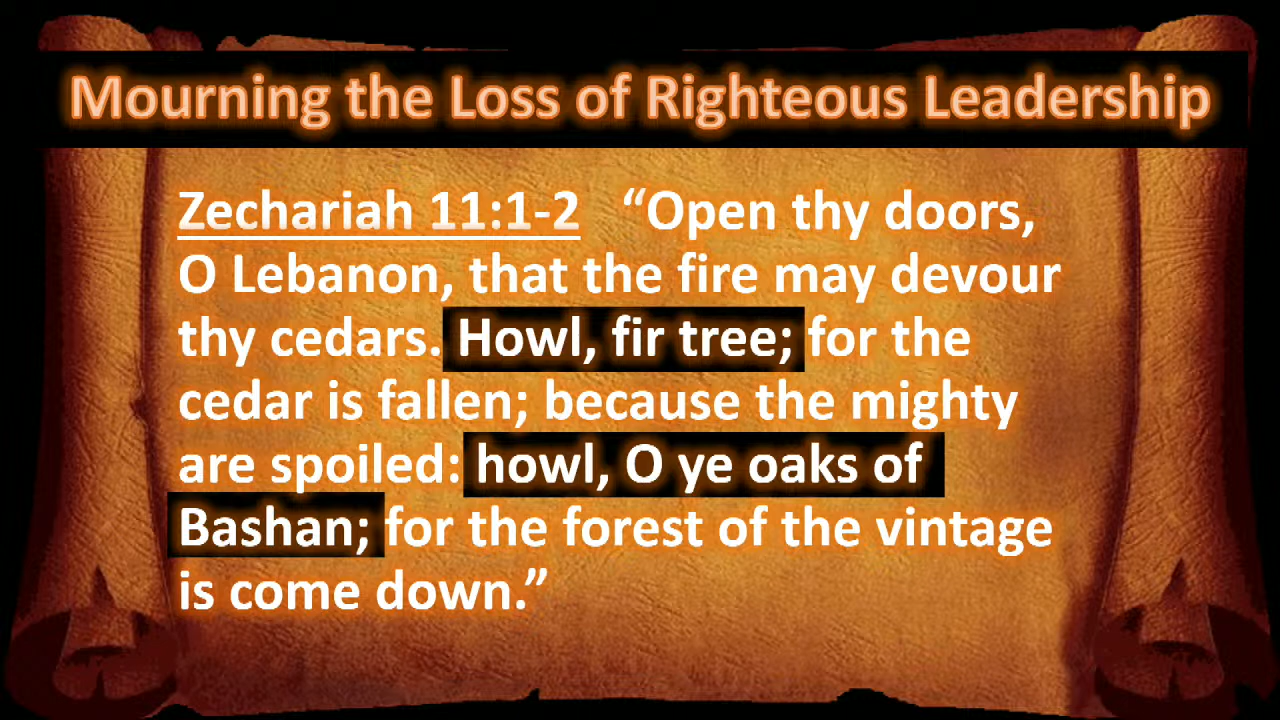 Mourning the Loss of Righteous Leadership
Zechariah 11:1-2 “Open thy doors,
O Lebanon, that the fire may devour
thy cedars. Howl, fir tree; for the
cedar is fallen; because the mighty
are spoiled: howl, O ye oaks of
Bashan; for the forest of the vintage
is come down.”